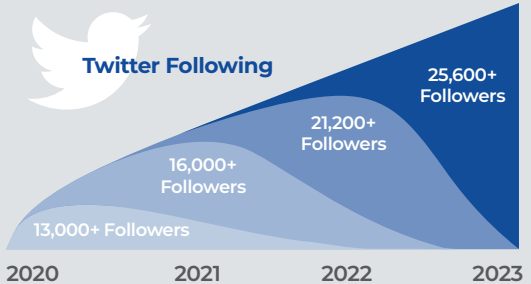 Twitter Following
25,600+
Followers
21,200+
Followers
16,000+
Followers
13,000+ Followers
2020
2021
2022
2023